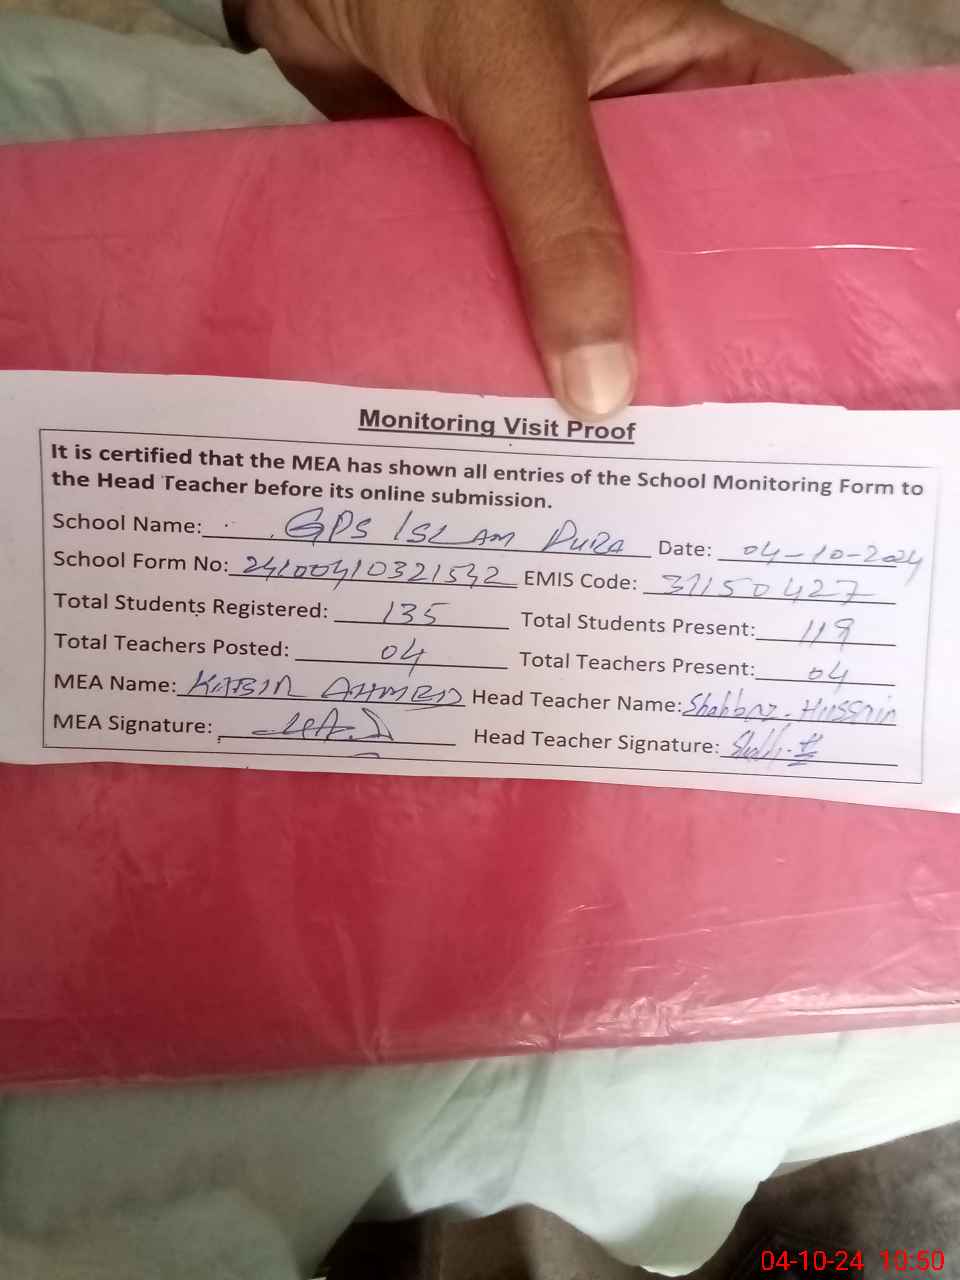 Monitoring Visit Proof
It is certified that the MEA has shown all entries of the School Monitoring Form to
the Head Teacher before its online submission.
School Name: GPS ISLAM PURA Date: 04-10-2024
School Form No: 24100410321542 EMIS Code: 37150427
Total Students Registered: 135 Total Students Present: 119
Total Teachers Posted: 04 Total Teachers Present: 04
MEA Name: AHMED Head Teacher Name: Shahbaz Hussain
MEA Signature: Head Teacher Signature:
04-10-24 10:50